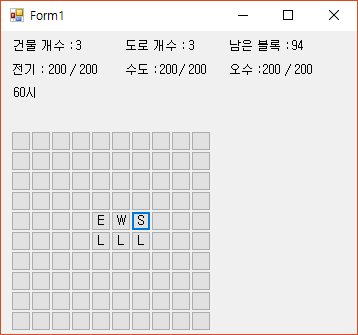 Form1
건물 개수 : 3 도로 개수 : 3 남은 블록 : 94
전기 : 200 / 200 수도 : 200 / 200 오수 : 200 / 200
60시
E W S
L L L